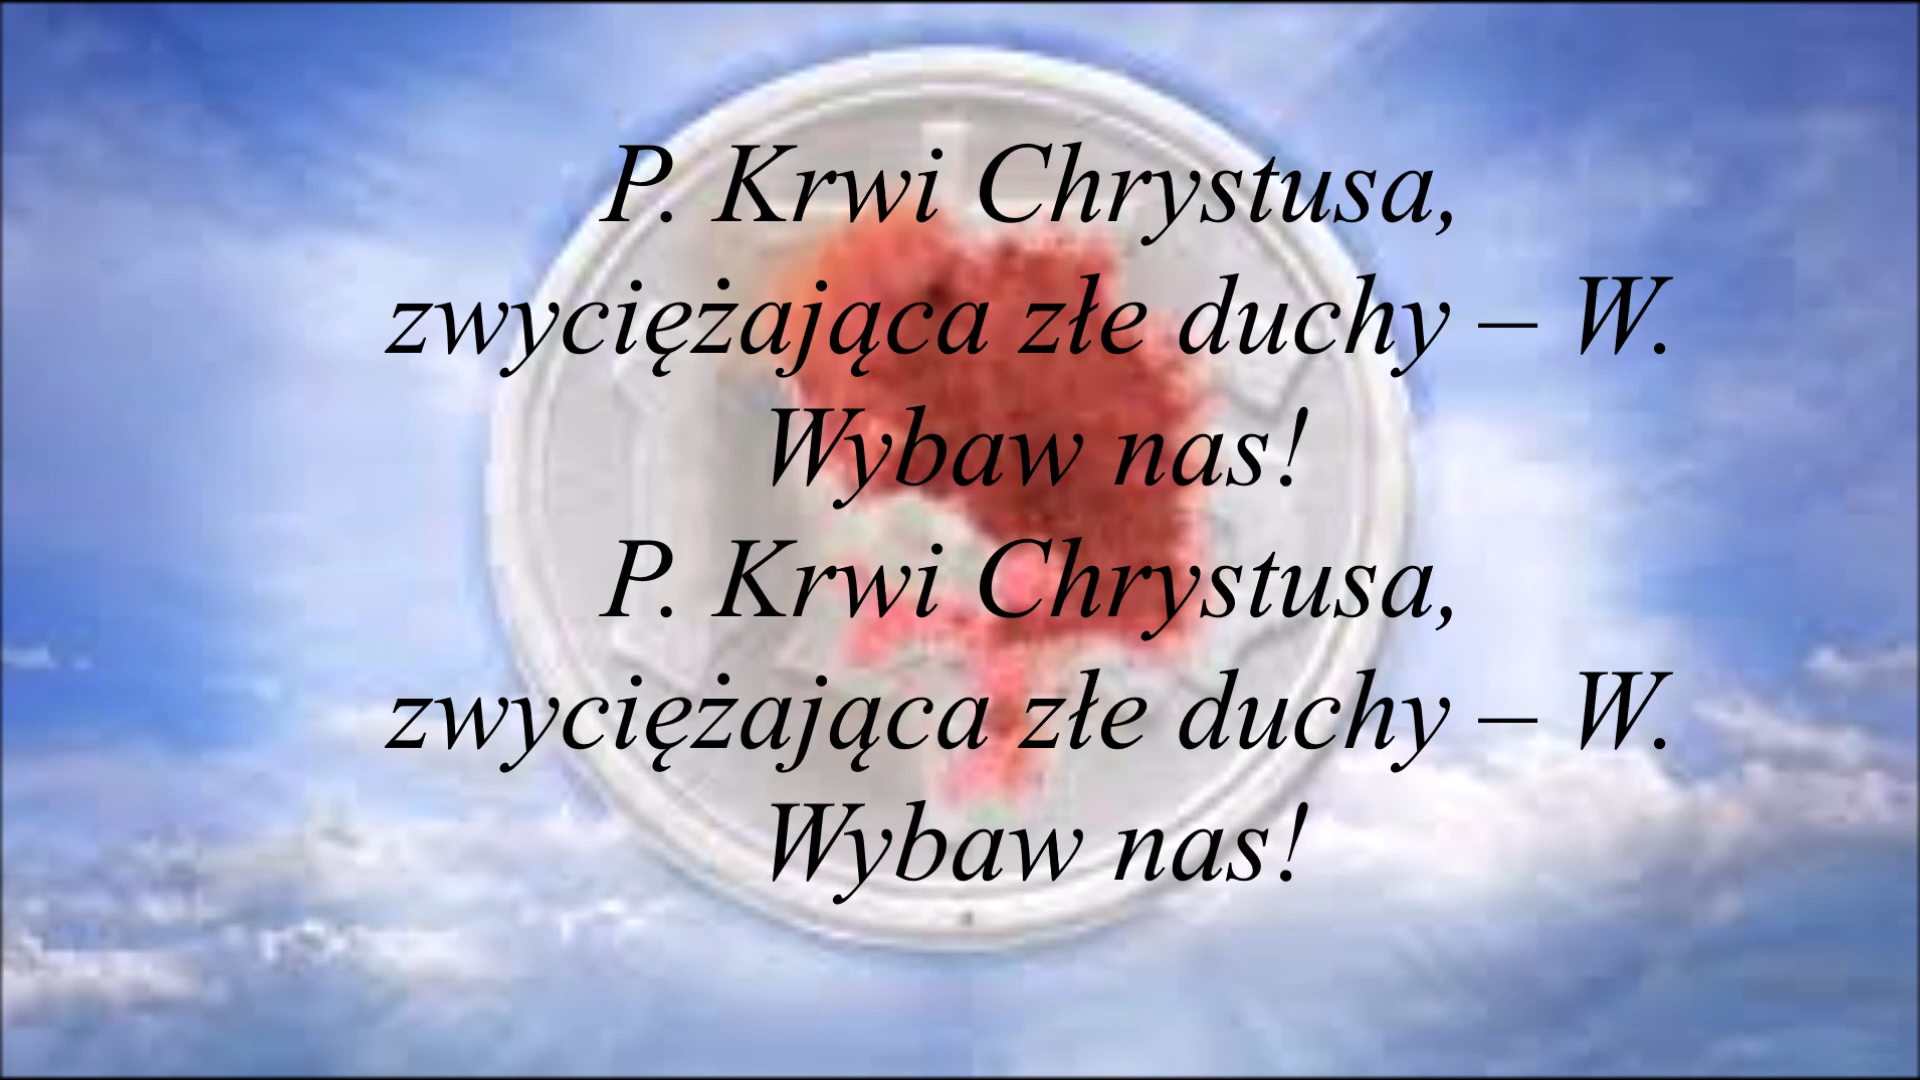 P. Krwi Chrystusa,
zwyciężająca złe duchy – W.
Wybaw nas!
P. Krwi Chrystusa,
zwyciężająca złe duchy – W.
Wybaw nas!